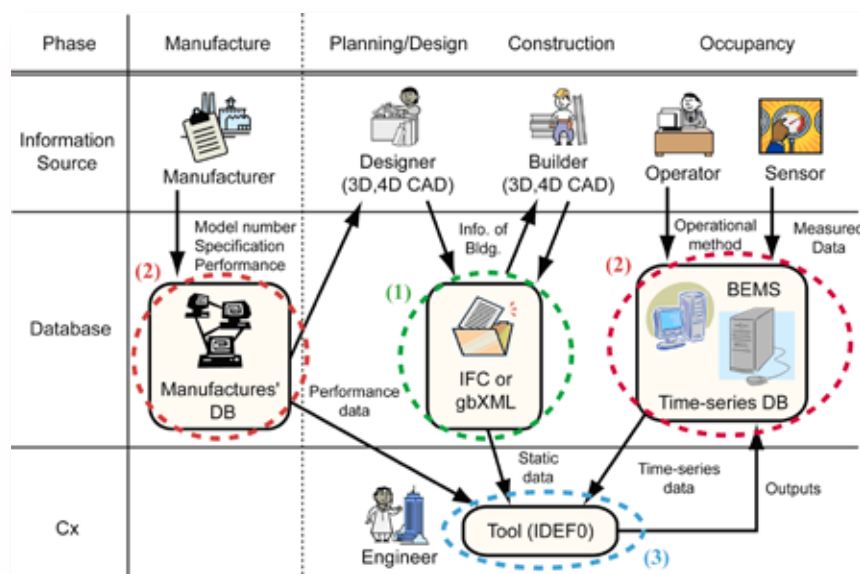 Phase
Manufacture
Planning/Design
Construction
Occupancy
Information
Source
Manufacturer
Designer
(3D,4D CAD)
Builder
(3D,4D CAD)
Operator
Sensor
Database
Model number
Specification
Performance
Info. of
Bldg.
Operational
method
Measured
Data
(2)
Manufactures'
DB
(1)
IFC or
gbXML
(2)
BEMS
Time-series DB
Performance
data
Static
data
Time-series
data
Outputs
Cx
Engineer
Tool (IDEF0)
(3)